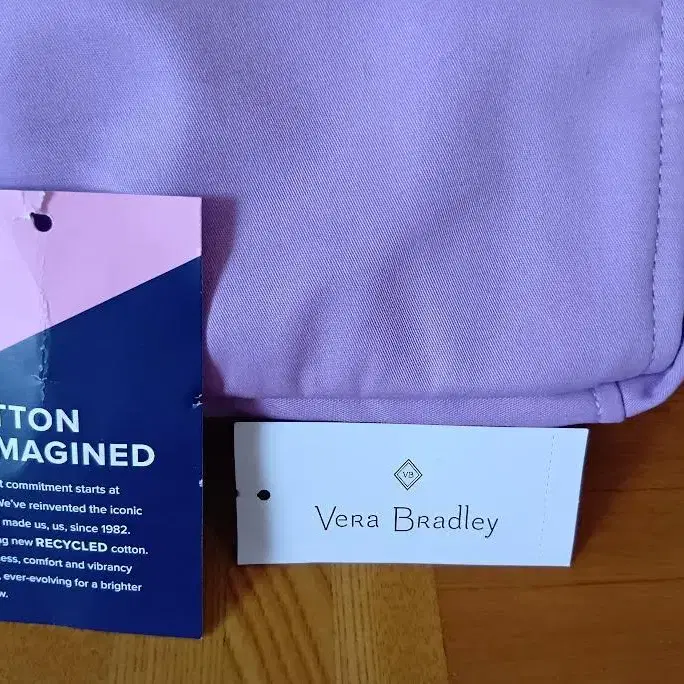 TTON
MAGINED
t commitment starts at
We've reinvented the iconic
made us, us, since 1982.
g new RECYCLED cotton.
ess, comfort and vibrancy
, ever-evolving for a brighter
w.
VB
Vera Bradley